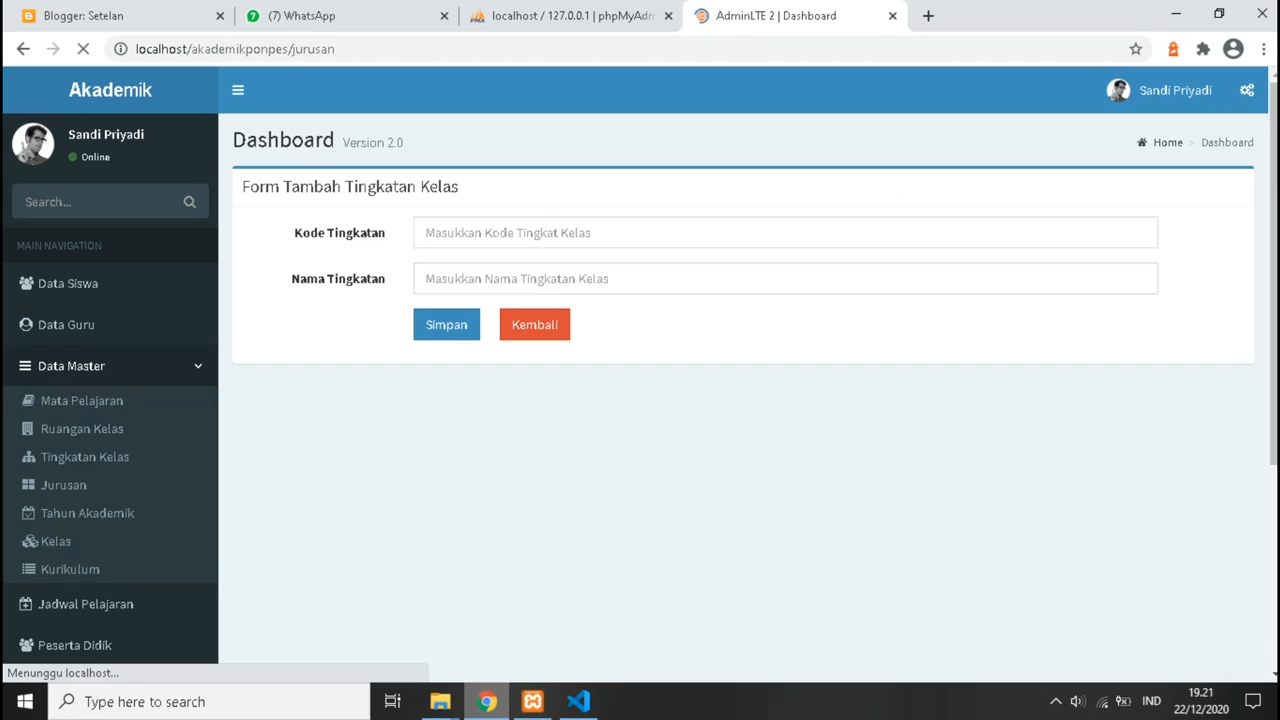 Blogger: Setelan
(7) WhatsApp
localhost / 127.0.0.1 | phpMyAdm
AdminLTE 2 | Dashboard
localhost/akademikponpes/jurusan
Akademik
Sandi Priyadi
Sandi Priyadi
Online
Dashboard Version 2.0
Home > Dashboard
Search...
Form Tambah Tingkatan Kelas
Kode Tingkatan
Masukkan Kode Tingkat Kelas
MAIN NAVIGATION
Nama Tingkatan
Masukkan Nama Tingkatan Kelas
Data Siswa
Simpan
Kembali
Data Guru
Data Master
Mata Pelajaran
Ruangan Kelas
Tingkatan Kelas
Jurusan
Tahun Akademik
Kelas
Kurikulum
Jadwal Pelajaran
Peserta Didik
Menunggu localhost...
Type here to search
IND
19.21
22/12/2020